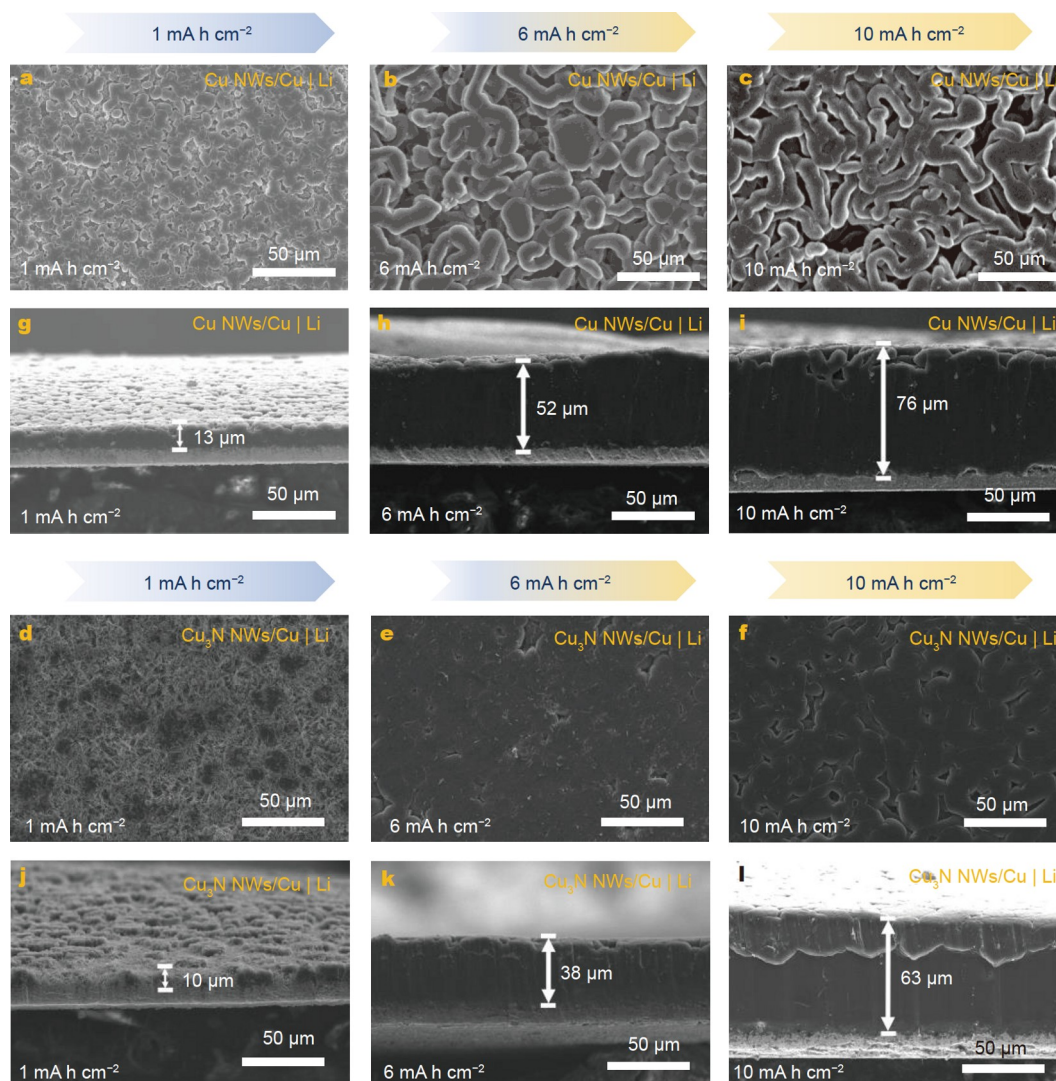 1 mA h cm⁻²
6 mA h cm⁻²
10 mA h cm⁻²
a
Cu NWs/Cu | Li
50 µm
1 mA h cm⁻²
b
Cu NWs/Cu | Li
50 µm
6 mA h cm⁻²
c
Cu NWs/Cu | Li
50 µm
10 mA h cm⁻²
g
Cu NWs/Cu | Li
13 µm
50 µm
1 mA h cm⁻²
h
Cu NWs/Cu | Li
52 µm
50 µm
6 mA h cm⁻²
i
Cu NWs/Cu | Li
76 µm
50 µm
10 mA h cm⁻²
1 mA h cm⁻²
6 mA h cm⁻²
10 mA h cm⁻²
d
Cu₃N NWs/Cu | Li
50 µm
1 mA h cm⁻²
e
Cu₃N NWs/Cu | Li
50 µm
6 mA h cm⁻²
f
Cu₃N NWs/Cu | Li
50 µm
10 mA h cm⁻²
j
Cu₃N NWs/Cu | Li
10 µm
50 µm
1 mA h cm⁻²
k
Cu₃N NWs/Cu | Li
38 µm
50 µm
6 mA h cm⁻²
l
Cu₃N NWs/Cu | Li
63 µm
50 µm
10 mA h cm⁻²